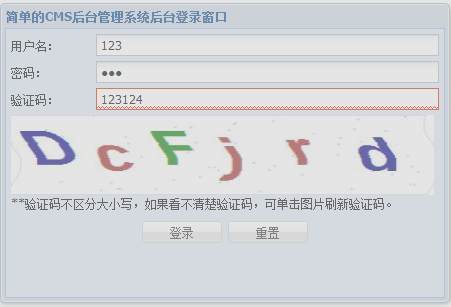 简单的CMS后台管理系统后台登录窗口
用户名： 123
密码： ●●●
验证码： 123124
DcFjrd
**验证码不区分大小写，如果看不清楚验证码，可单击图片刷新验证码。
登录 重置